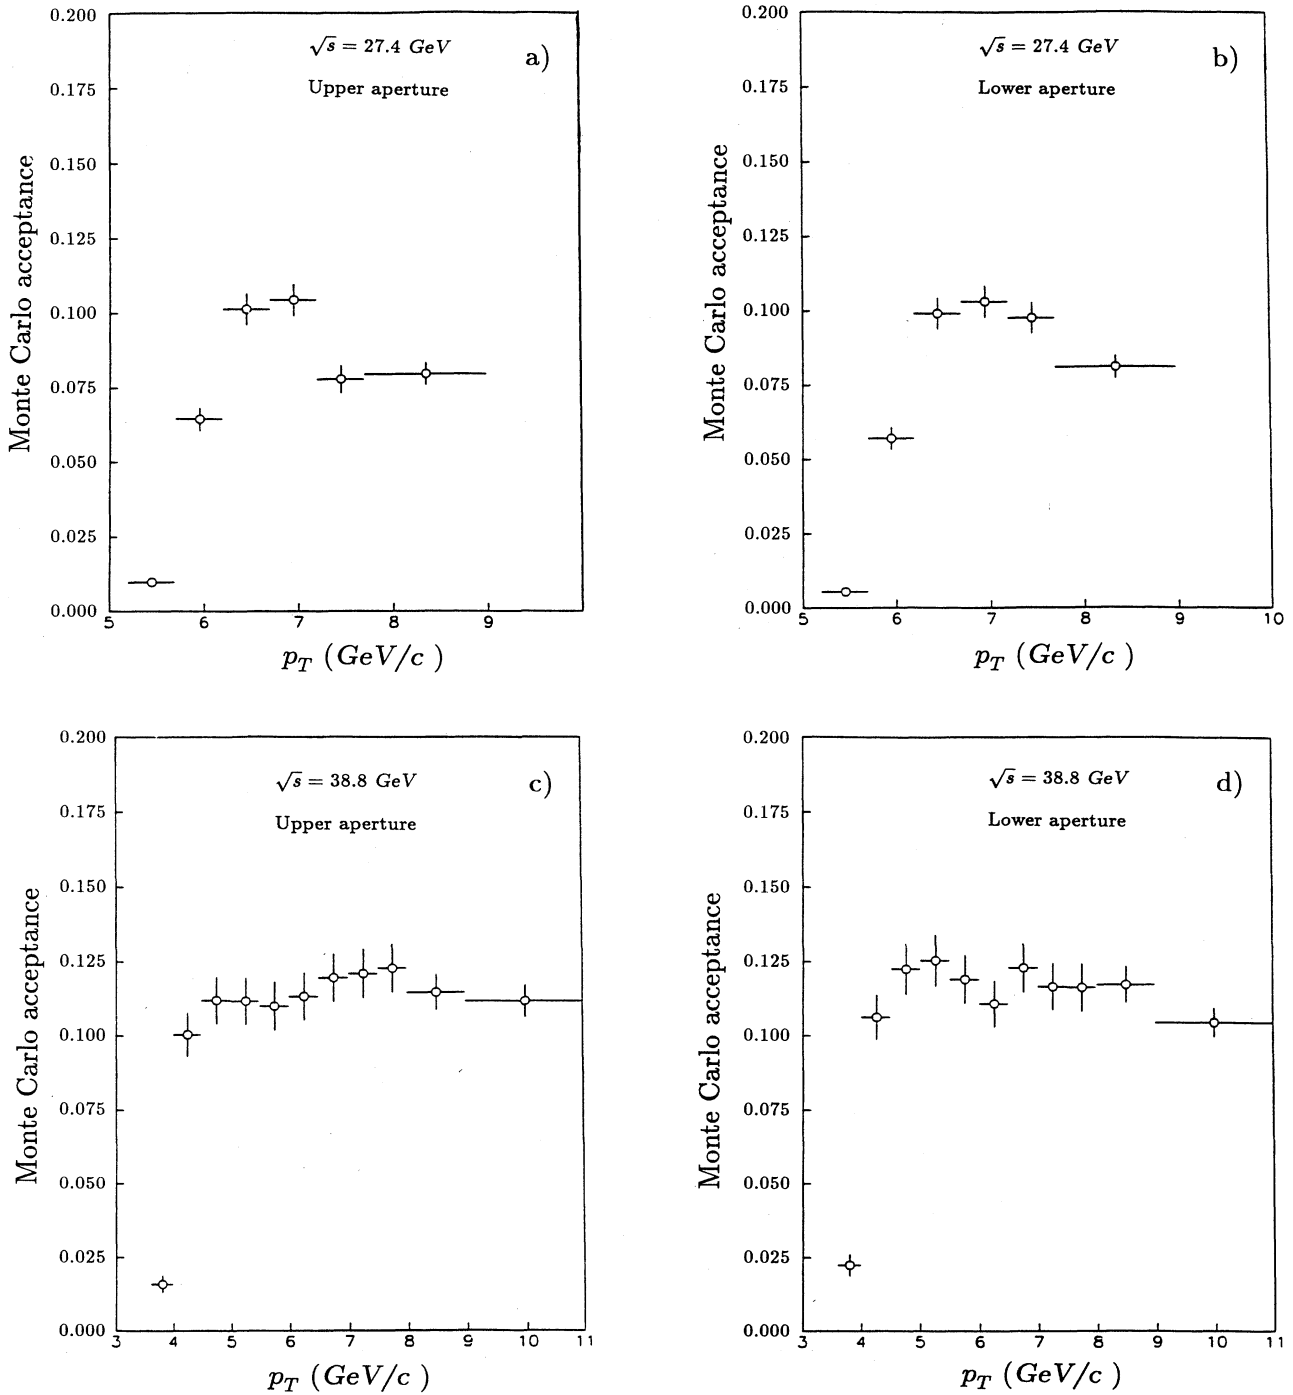 0.200
0.175
0.150
0.125
0.100
0.075
0.050
0.025
0.000
5 6 7 8 9
Monte Carlo acceptance
p_T (GeV/c )
√s = 27.4 GeV
Upper aperture
a)
0.200
0.175
0.150
0.125
0.100
0.075
0.050
0.025
0.000
5 6 7 8 9 10
Monte Carlo acceptance
p_T (GeV/c )
√s = 27.4 GeV
Lower aperture
b)
0.200
0.175
0.150
0.125
0.100
0.075
0.050
0.025
0.000
3 4 5 6 7 8 9 10 11
Monte Carlo acceptance
p_T (GeV/c )
√s = 38.8 GeV
Upper aperture
c)
0.200
0.175
0.150
0.125
0.100
0.075
0.050
0.025
0.000
3 4 5 6 7 8 9 10 11
Monte Carlo acceptance
p_T (GeV/c )
√s = 38.8 GeV
Lower aperture
d)